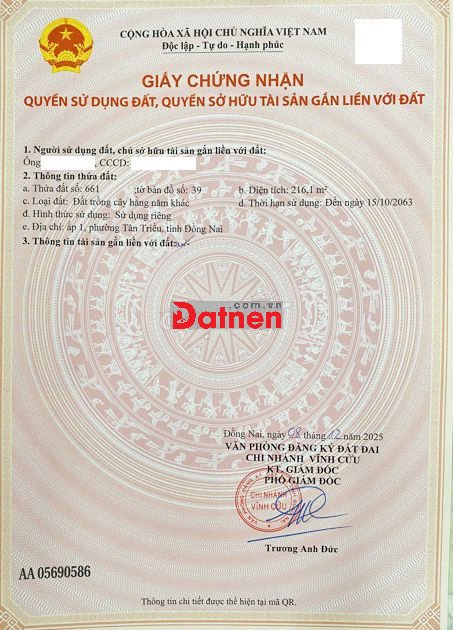 CỘNG HÒA XÃ HỘI CHỦ NGHĨA VIỆT NAM
Độc lập - Tự do - Hạnh phúc
GIẤY CHỨNG NHẬN
QUYỀN SỬ DỤNG ĐẤT, QUYỀN SỞ HỮU TÀI SẢN GẮN LIỀN VỚI ĐẤT
1. Người sử dụng đất, chủ sở hữu tài sản gắn liền với đất:
Ông , CCCD:
2. Thông tin thửa đất:
a. Thửa đất số: 661 ;tờ bản đồ số: 39 b. Diện tích: 216,1 m²
c. Loại đất: Đất trồng cây hàng năm khác d. Thời hạn sử dụng: Đến ngày 15/10/2063
đ. Hình thức sử dụng: Sử dụng riêng
e. Địa chỉ: ấp 1, phường Tân Triều, tỉnh Đồng Nai
3. Thông tin tài sản gắn liền với đất:-/-
.com.vn
Datnen
Đồng Nai, ngày 08 tháng 12 năm 2025
VĂN PHÒNG ĐĂNG KÝ ĐẤT ĐAI
CHI NHÁNH VĨNH CỬU
KT. GIÁM ĐỐC
PHÓ GIÁM ĐỐC
CHI NHÁNH
VĨNH CỬU
Trương Anh Đức
AA 05690586
Thông tin chi tiết được thể hiện tại mã QR.